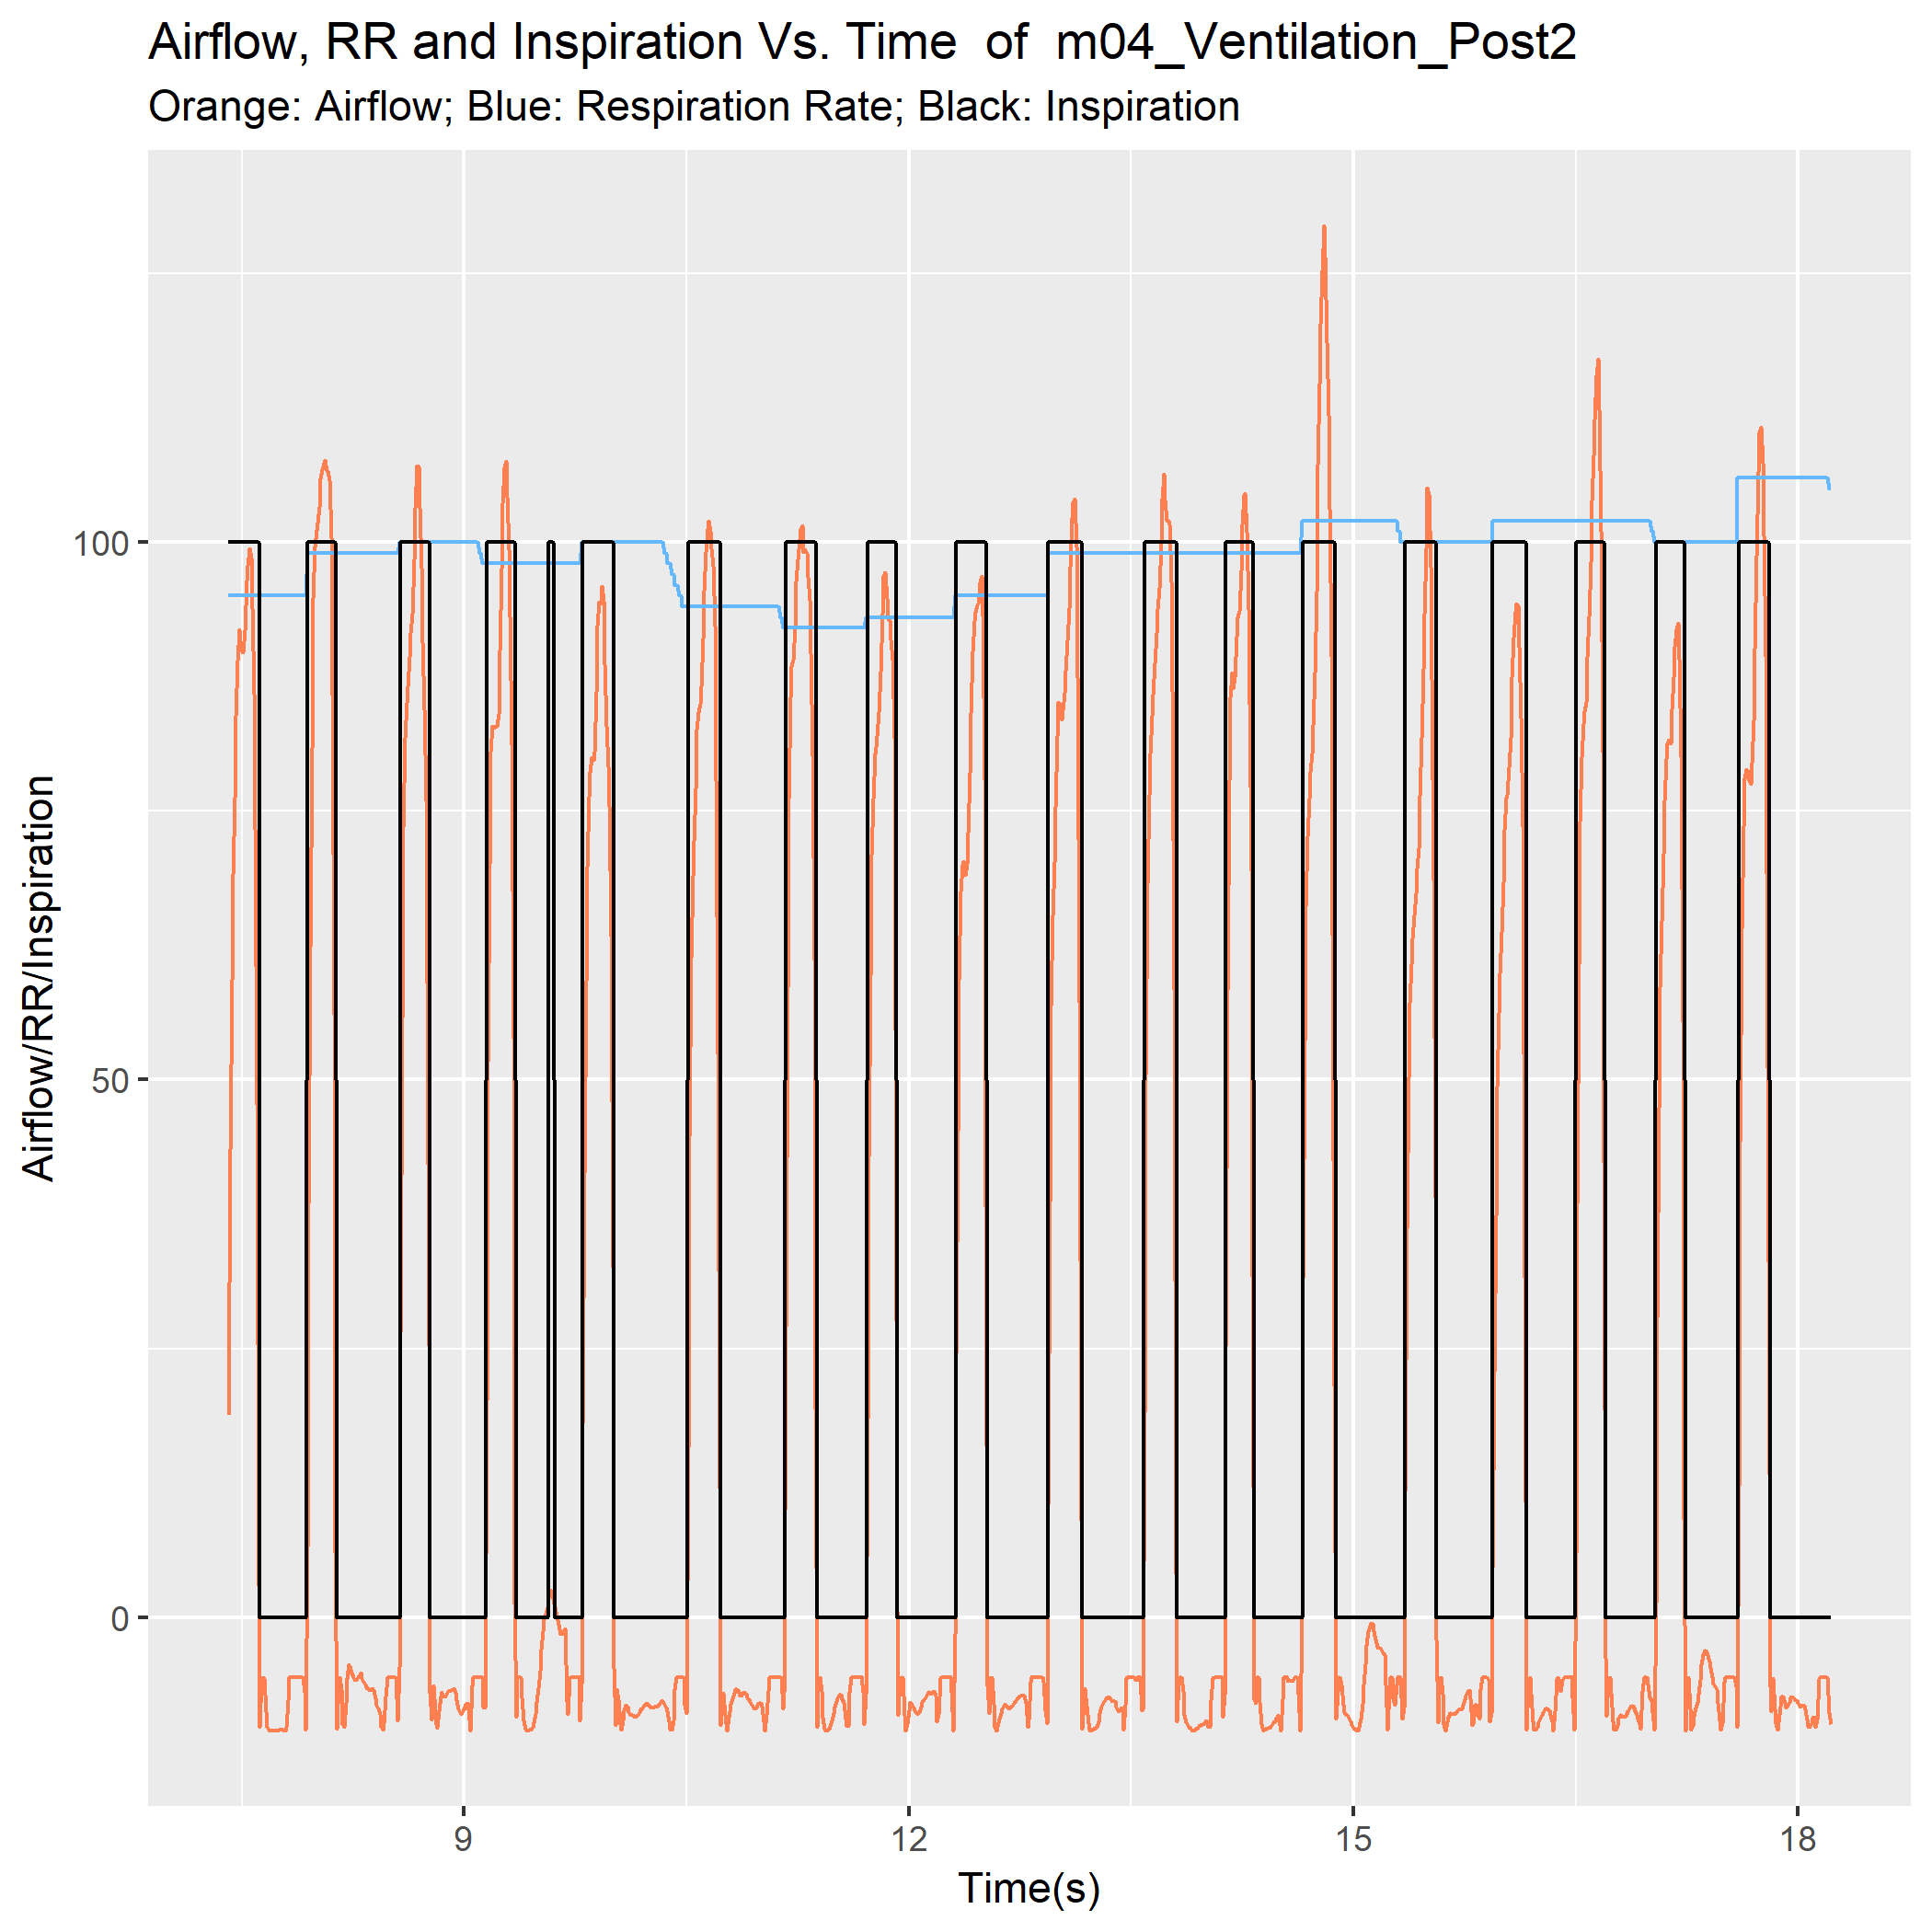 Airflow, RR and Inspiration Vs. Time  of  m04_Ventilation_Post2
Orange: Airflow; Blue: Respiration Rate; Black: Inspiration
Airflow/RR/Inspiration
100
50
0
9
12
15
18
Time(s)